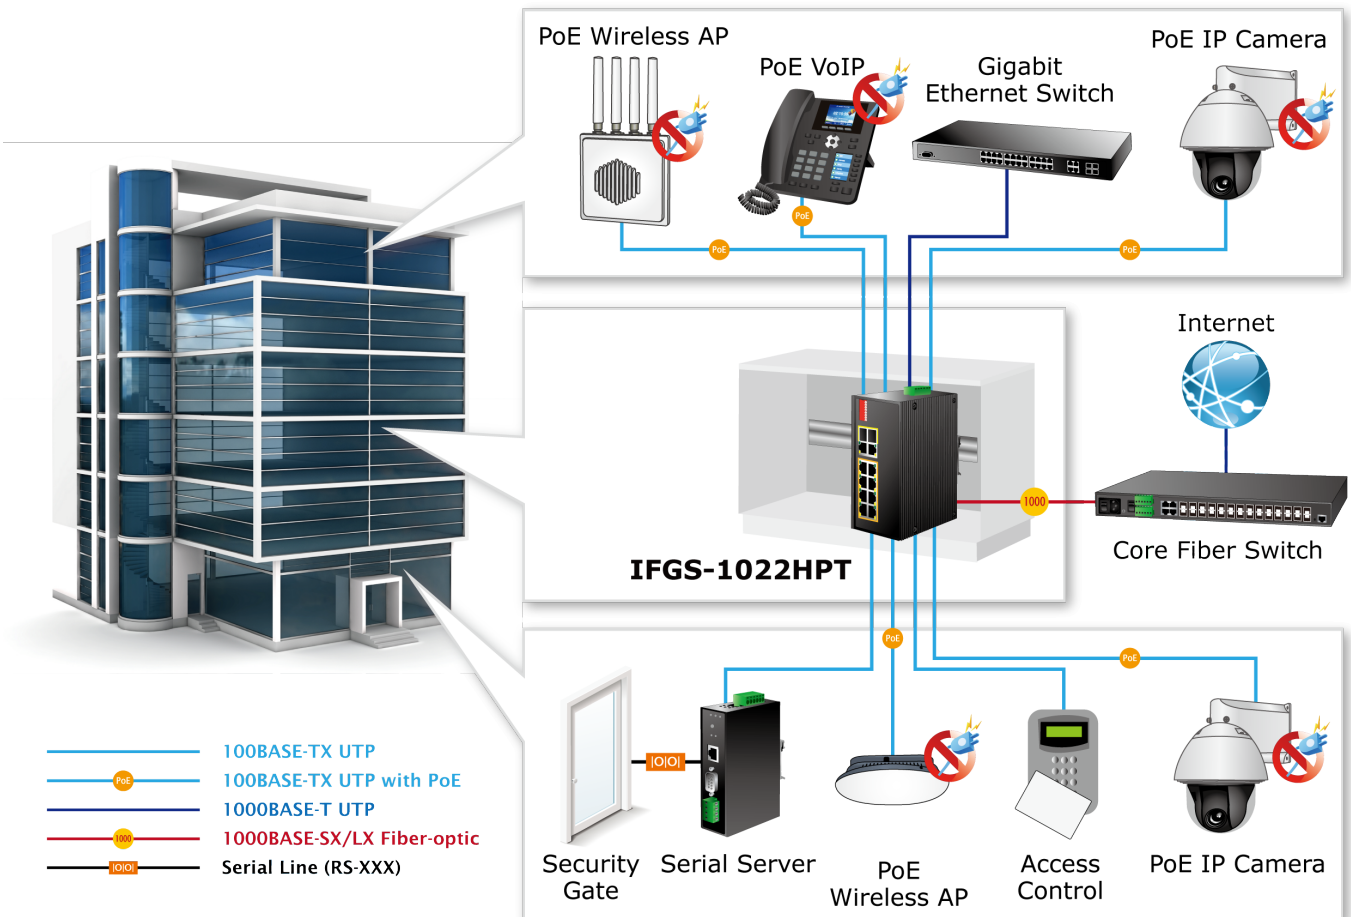 PoE Wireless AP
PoE VoIP
Gigabit
Ethernet Switch
PoE IP Camera
PoE
PoE
PoE
Internet
1000
Core Fiber Switch
IFGS-1022HPT
PoE
PoE
|O|O|
Security
Gate
Serial Server
PoE
Wireless AP
Access
Control
PoE IP Camera
100BASE-TX UTP
PoE
100BASE-TX UTP with PoE
1000BASE-T UTP
1000
1000BASE-SX/LX Fiber-optic
|O|O|
Serial Line (RS-XXX)